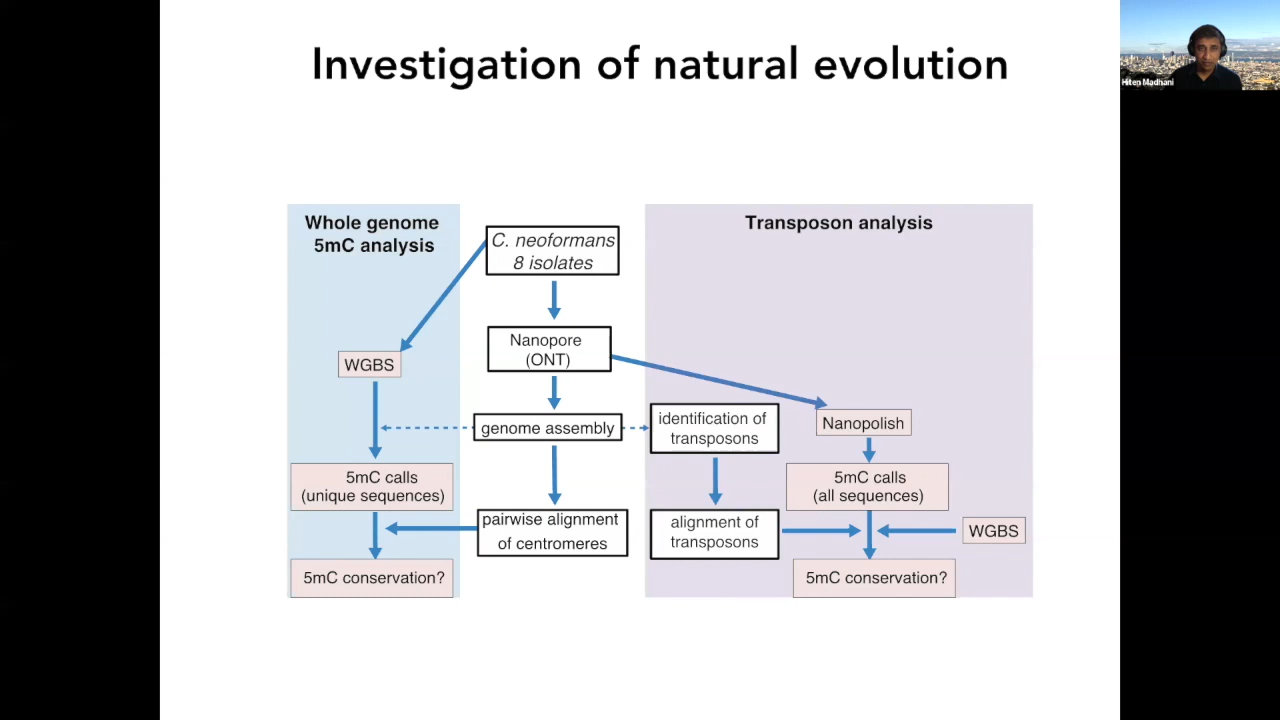 Investigation of natural evolution
Hiten Madhani
Whole genome
5mC analysis
C. neoformans
8 isolates
Transposon analysis
WGBS
Nanopore
(ONT)
genome assembly
identification of
transposons
Nanopolish
5mC calls
(unique sequences)
5mC calls
(all sequences)
pairwise alignment
of centromeres
alignment of
transposons
WGBS
5mC conservation?
5mC conservation?